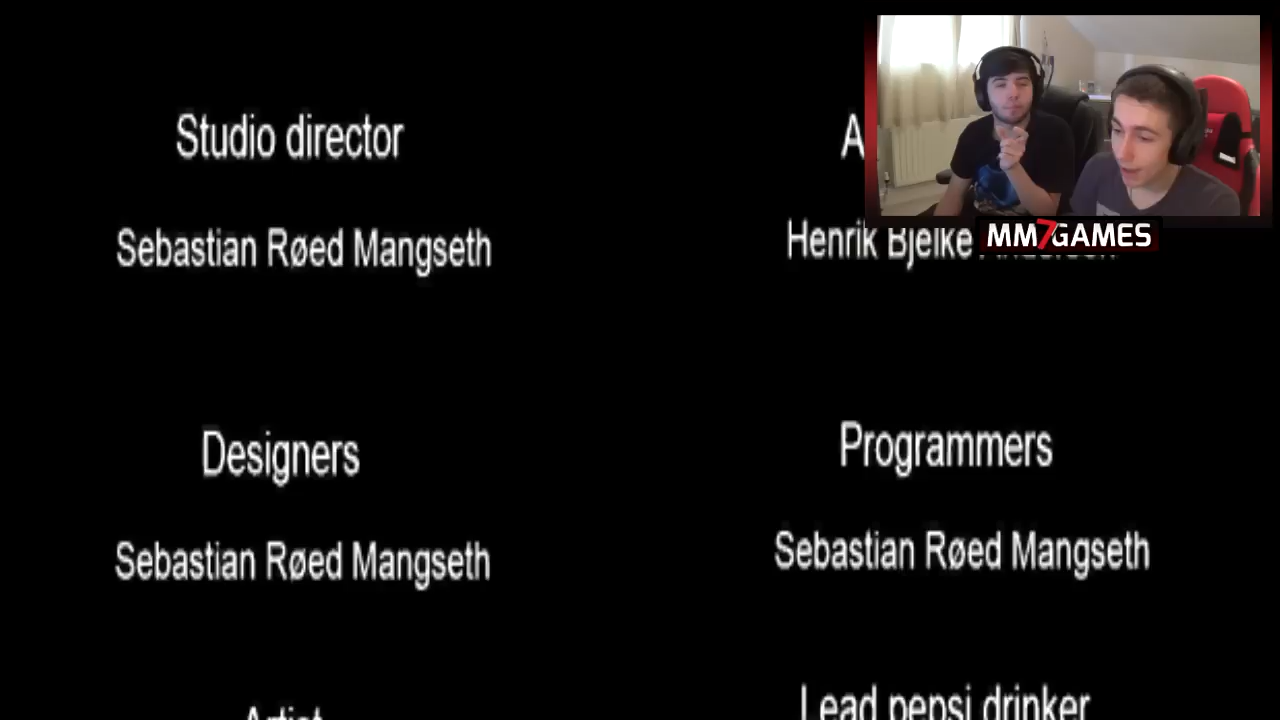 Studio director
Sebastian Røed Mangseth
Henrik Bjelke
MM7GAMES
Designers
Programmers
Sebastian Røed Mangseth
Sebastian Røed Mangseth
Artist
Lead pepsi drinker